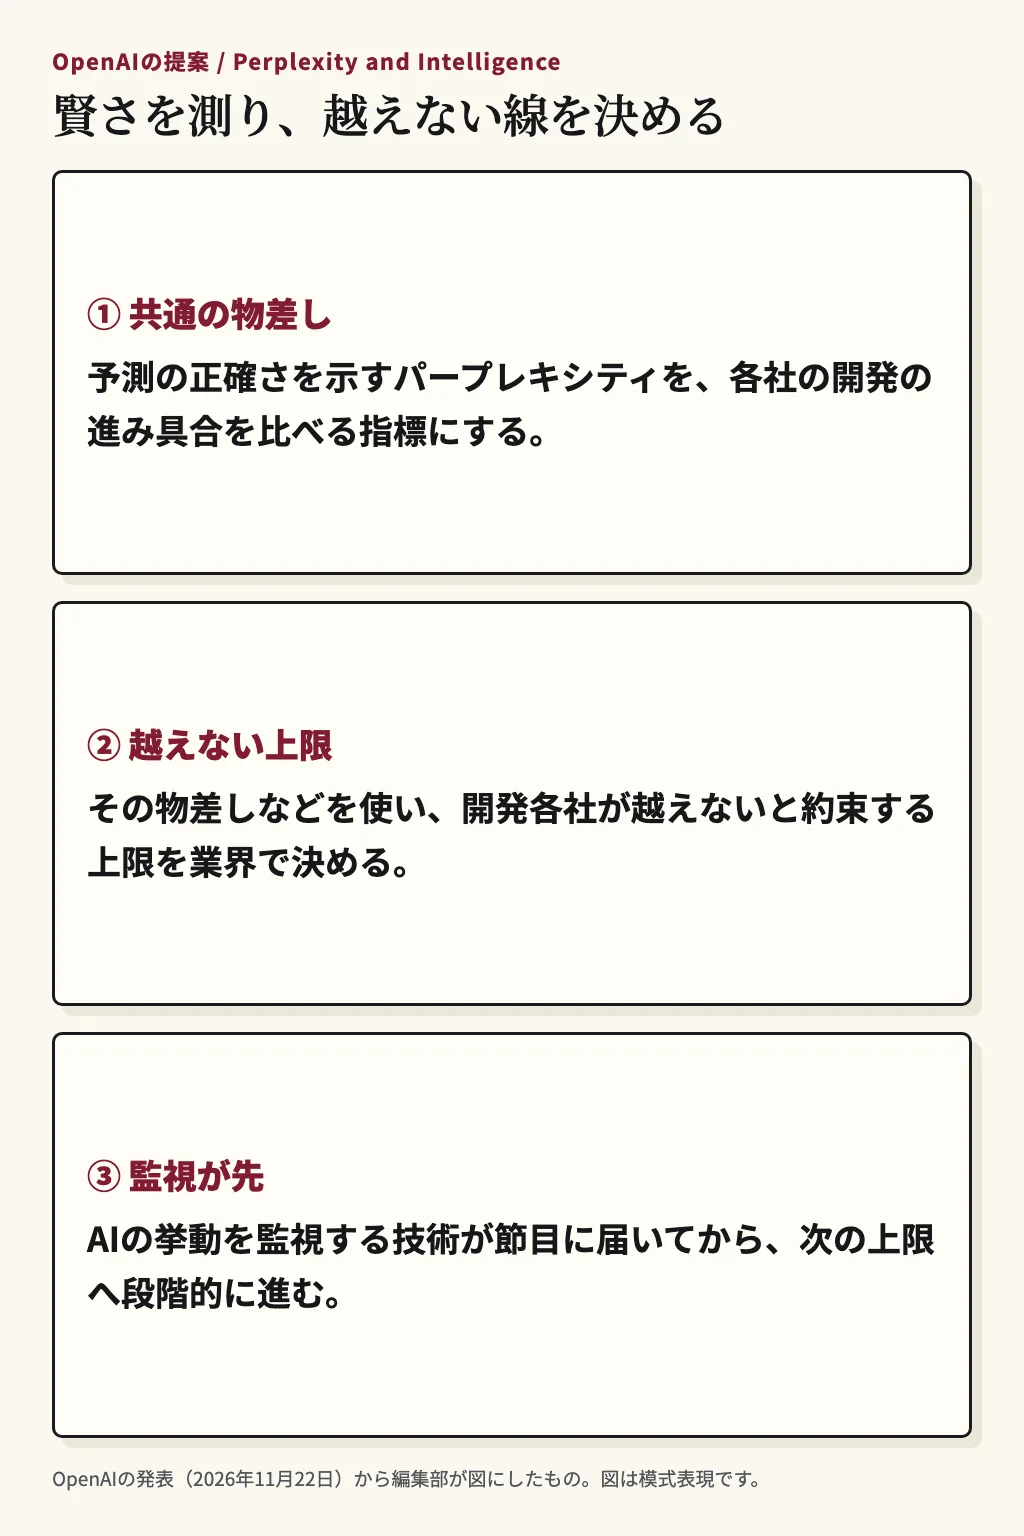 OpenAIの提案 / Perplexity and Intelligence
賢さを測り、越えない線を決める
① 共通の物差し
予測の正確さを示すパープレキシティを、各社の開発の
進み具合を比べる指標にする。
② 越えない上限
その物差しなどを使い、開発各社が越えないと約束する
上限を業界で決める。
③ 監視が先
AIの挙動を監視する技術が節目に届いてから、次の上限
へ段階的に進む。
OpenAIの発表（2026年11月22日）から編集部が図にしたもの。図は模式表現です。